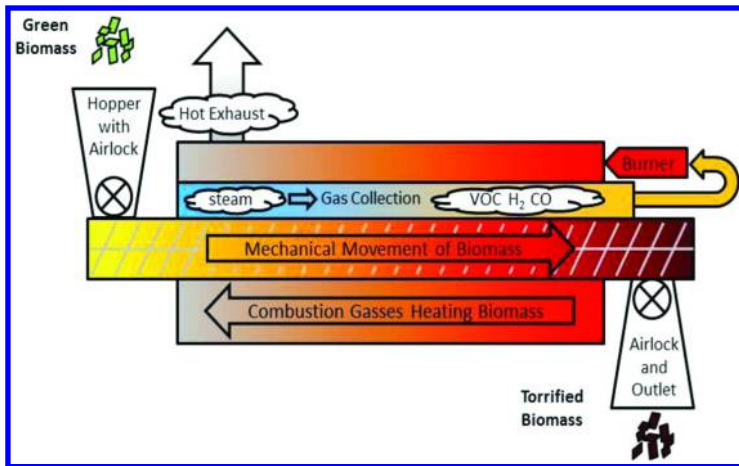 Green
Biomass
Hopper
with
Airlock
Hot Exhaust
Burner
steam
Gas Collection
VOC H₂ CO
Mechanical Movement of Biomass
Combustion Gasses Heating Biomass
Airlock
and
Outlet
Torrified
Biomass